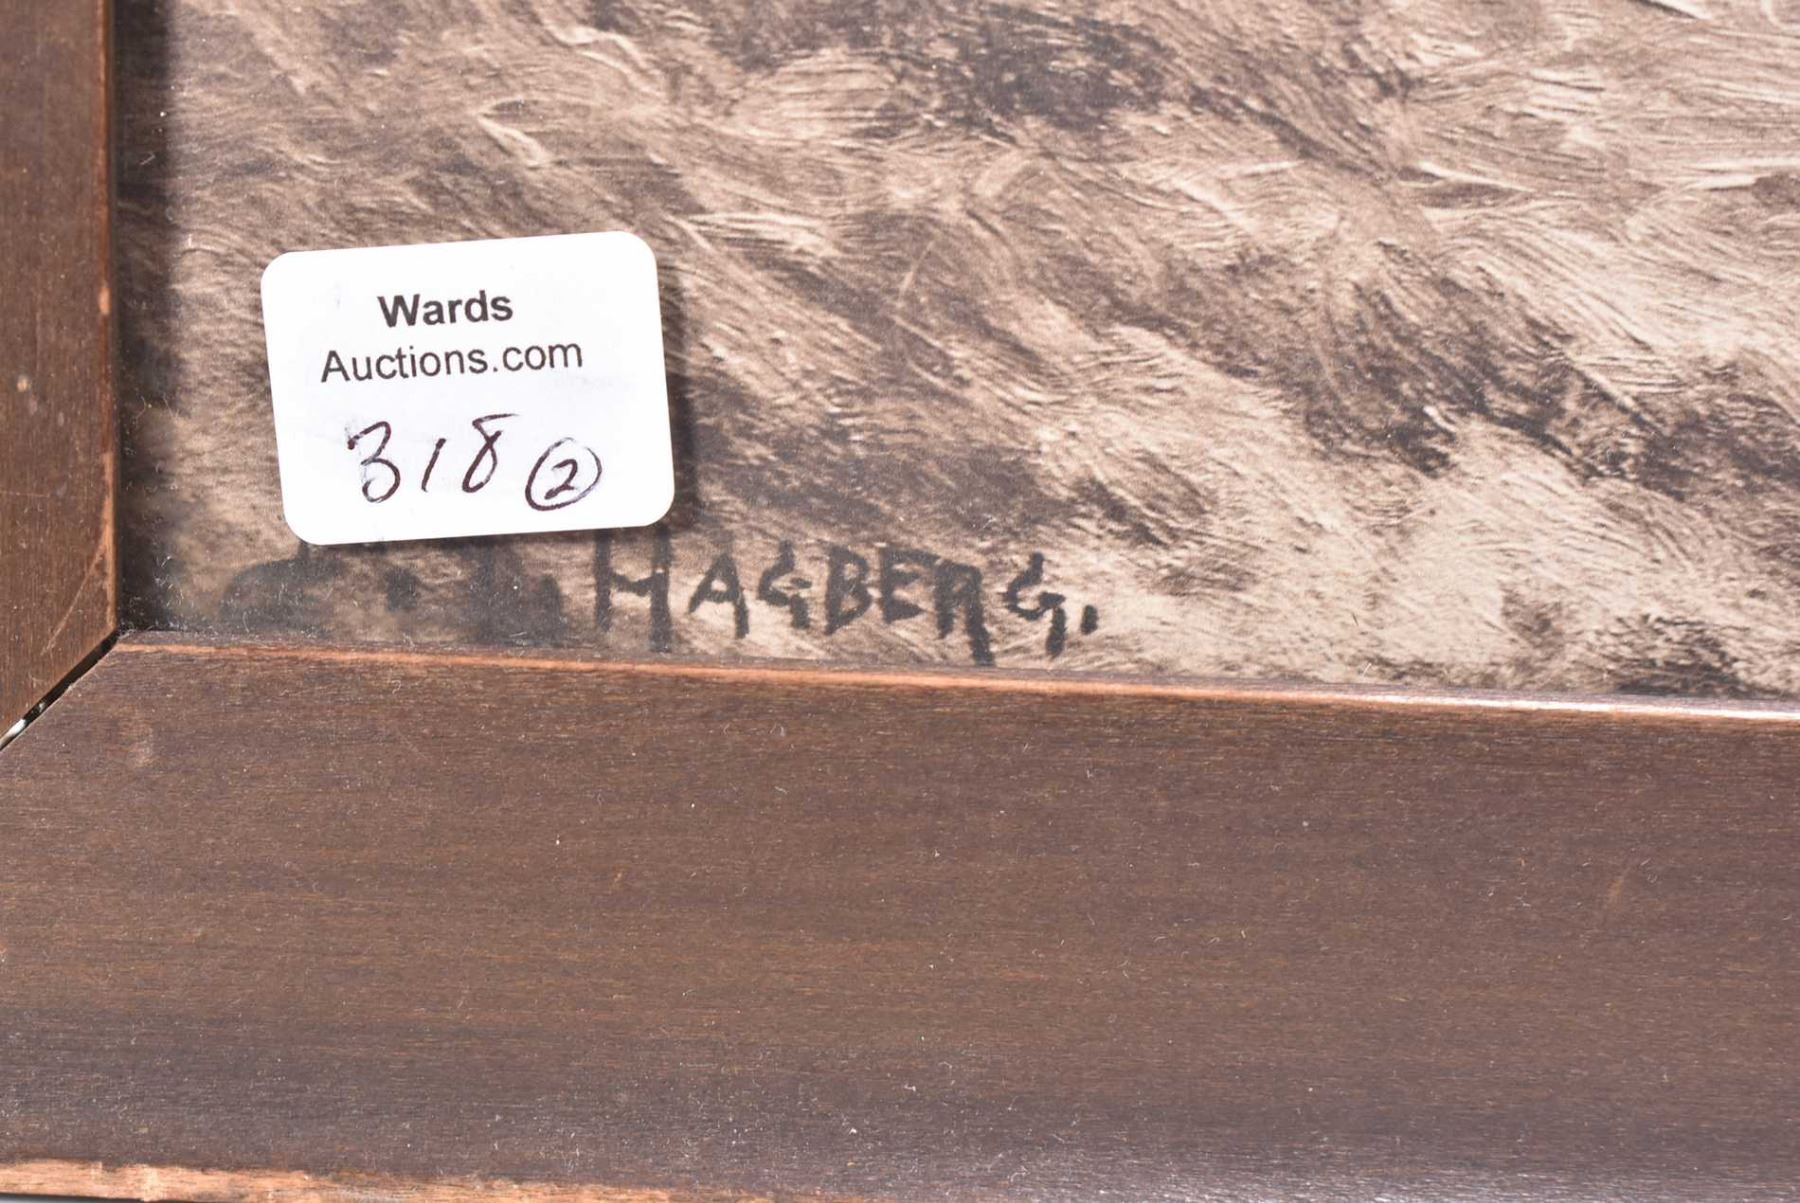 Wards
Auctions.com
318 ②
HAGBERG.